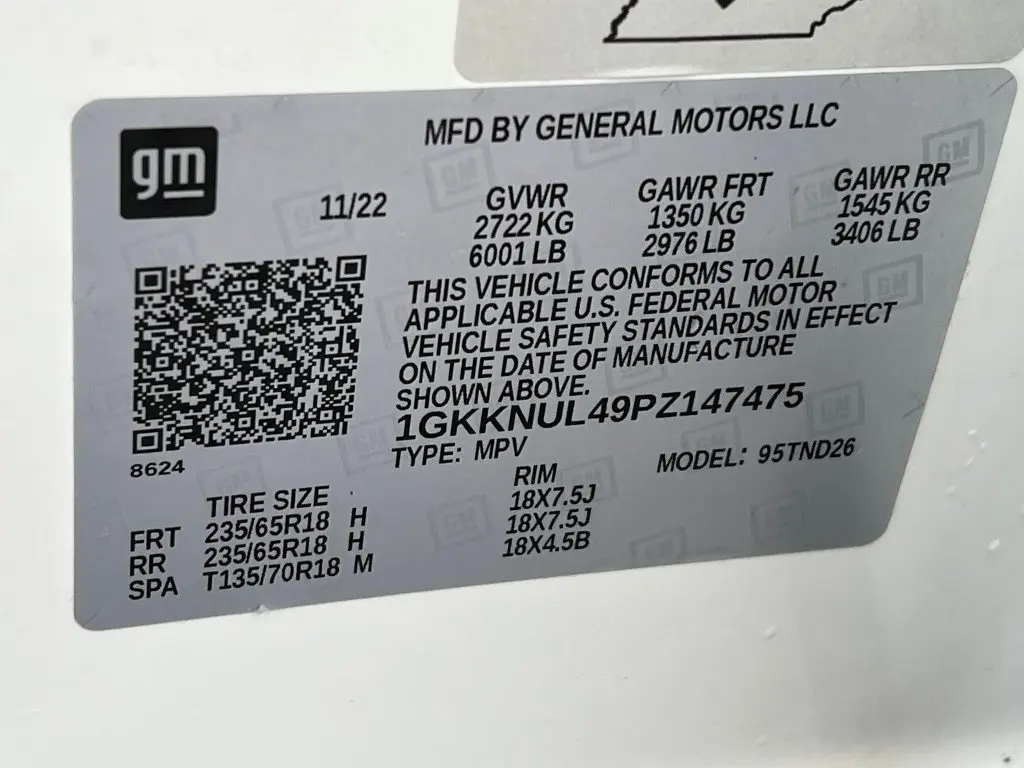 MFD BY GENERAL MOTORS LLC
gm
11/22
GVWR
2722 KG
6001 LB
GAWR FRT
1350 KG
2976 LB
GAWR RR
1545 KG
3406 LB
THIS VEHICLE CONFORMS TO ALL
APPLICABLE U.S. FEDERAL MOTOR
VEHICLE SAFETY STANDARDS IN EFFECT
ON THE DATE OF MANUFACTURE
SHOWN ABOVE.
1GKKNUL49PZ147475
TYPE: MPV
MODEL: 95TND26
8624
TIRE SIZE
RIM
FRT 235/65R18 H 18X7.5J
RR 235/65R18 H 18X7.5J
SPA T135/70R18 M 18X4.5B